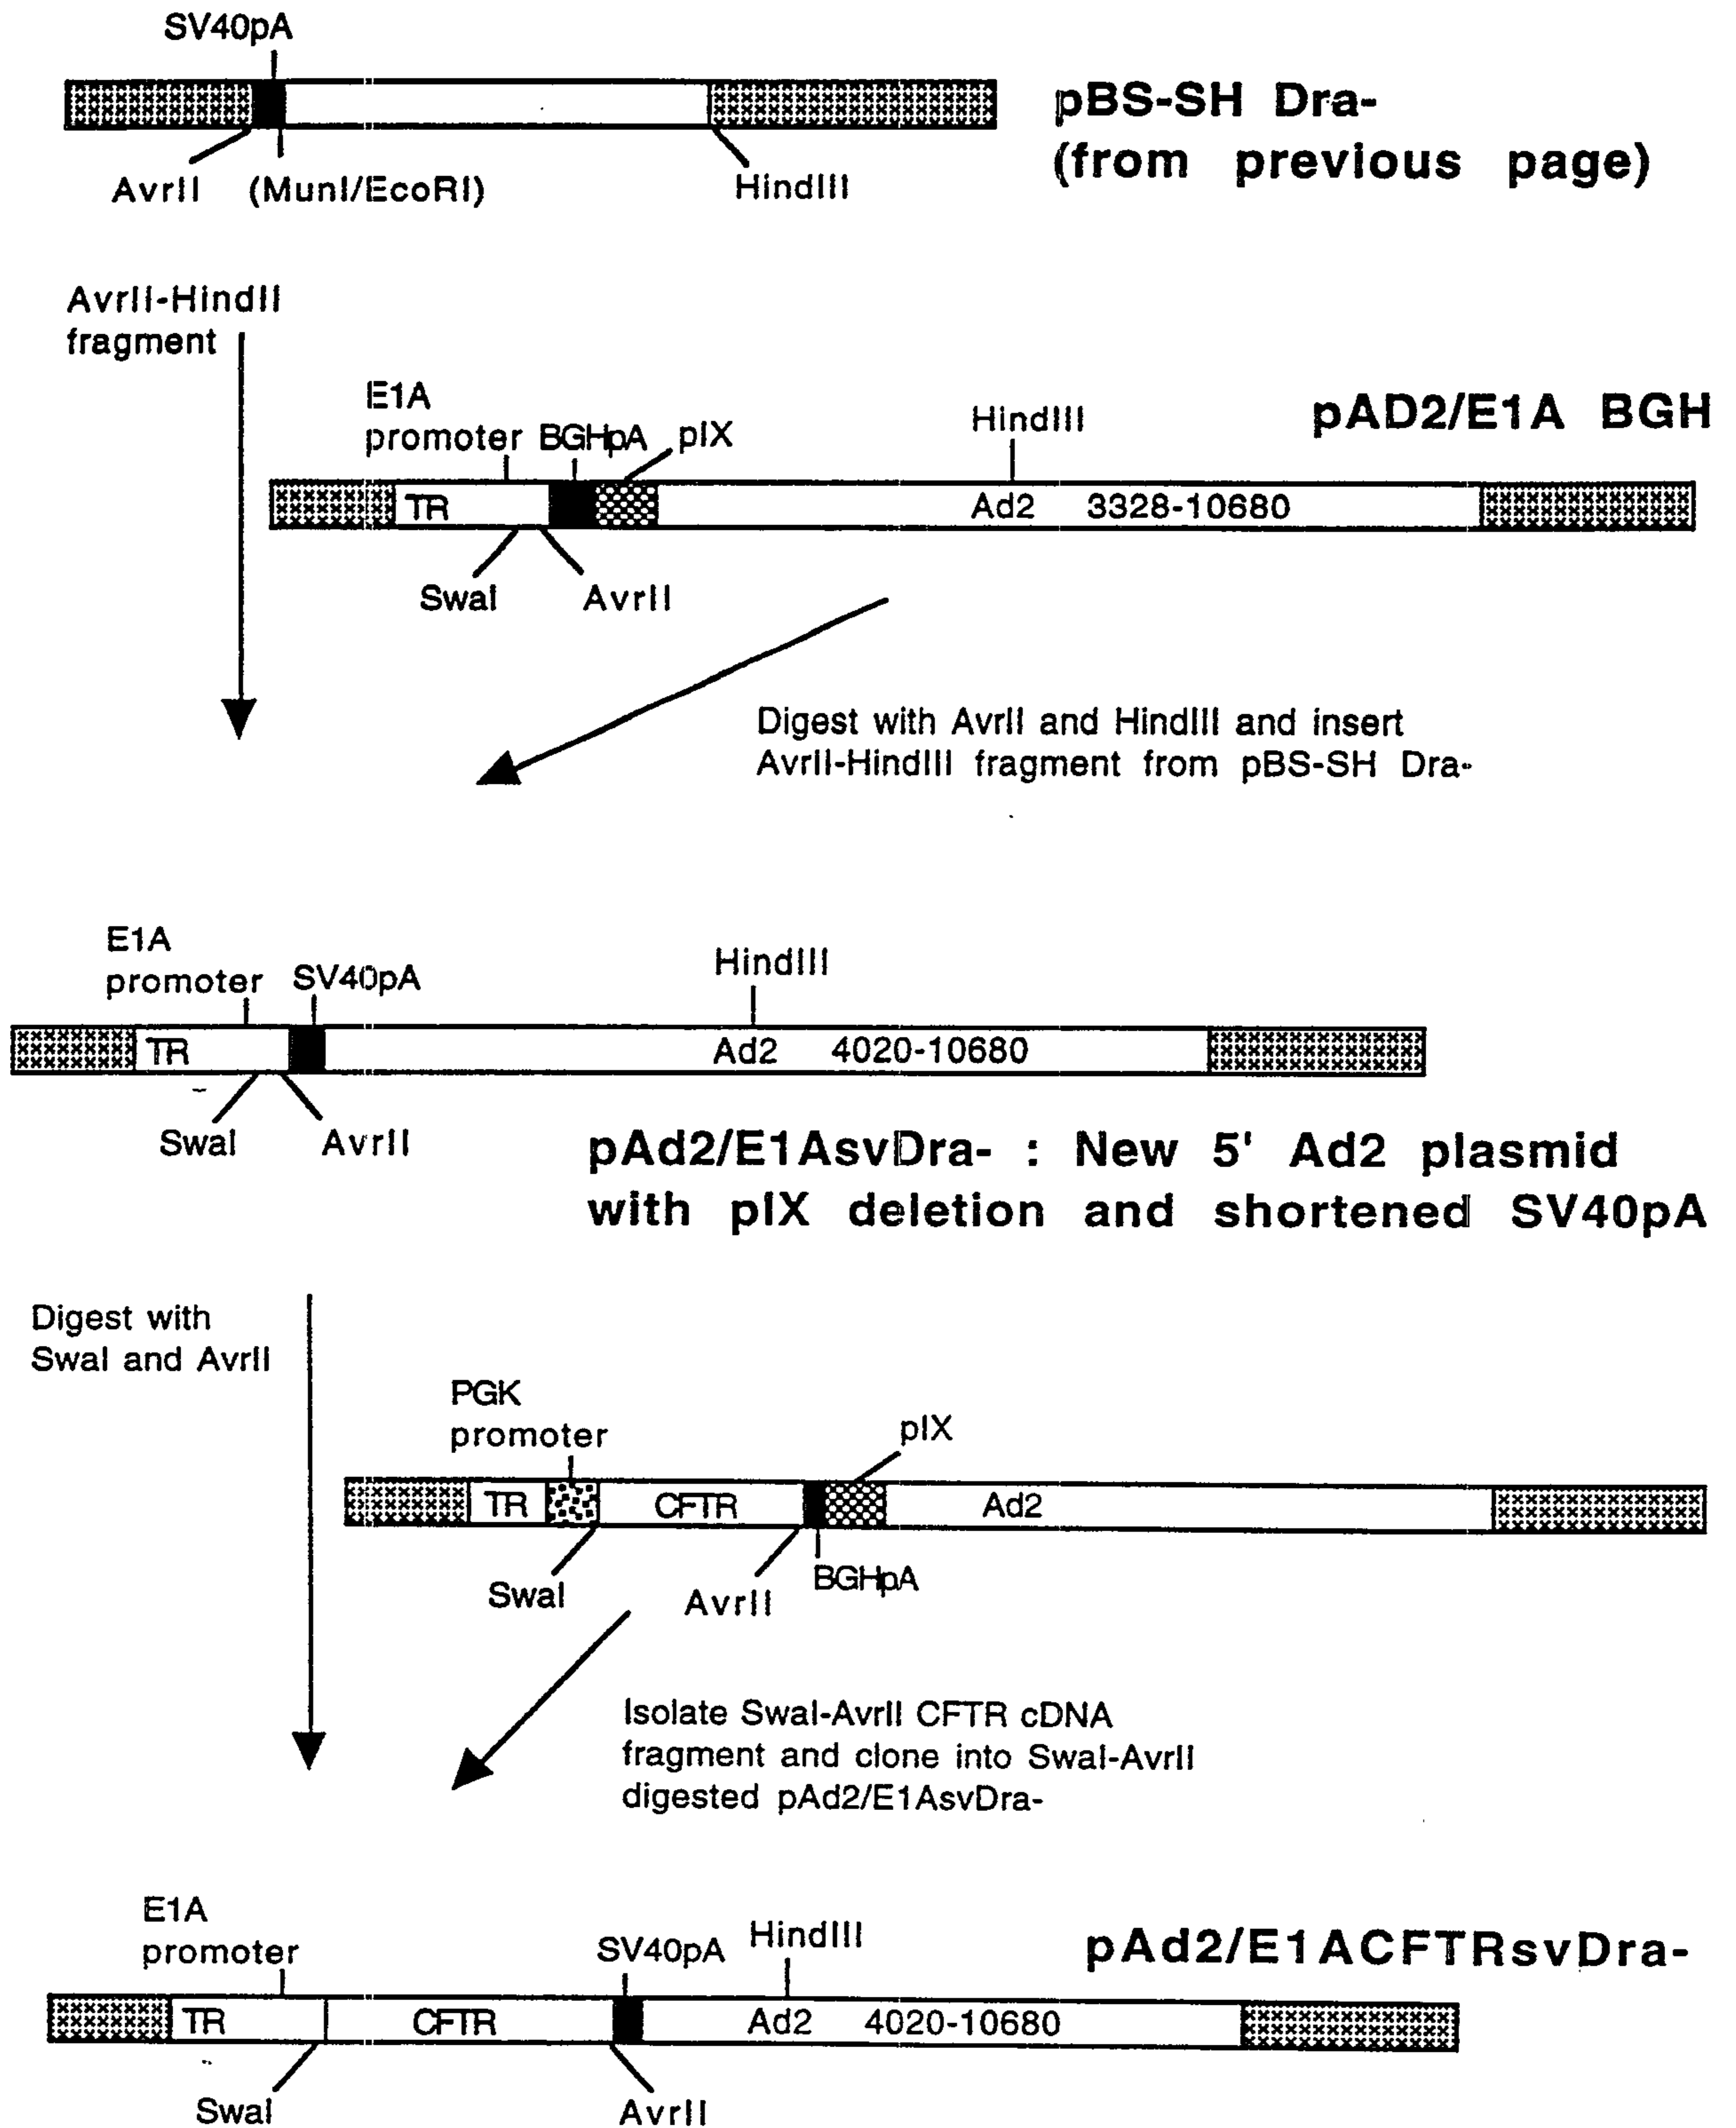 SV40pA
pBS-SH Dra-
(from previous page)
AvrII (MunI/EcoRI) HindIII
AvrII-HindII
fragment
E1A
promoter BGHpA pIX
HindIII
pAD2/E1A BGH
TR Ad2 3328-10680
SwaI AvrII
Digest with AvrII and HindIII and insert
AvrII-HindIII fragment from pBS-SH Dra-
E1A
promoter SV40pA
HindIII
TR Ad2 4020-10680
SwaI AvrII
pAd2/E1AsvDra- : New 5' Ad2 plasmid
with pIX deletion and shortened SV40pA
Digest with
SwaI and AvrII
PGK
promoter
pIX
TR CFTR Ad2
SwaI AvrII BGHpA
Isolate SwaI-AvrII CFTR cDNA
fragment and clone into SwaI-AvrII
digested pAd2/E1AsvDra-
E1A
promoter
SV40pA HindIII
pAd2/E1ACFTRsvDra-
TR CFTR Ad2 4020-10680
SwaI AvrII